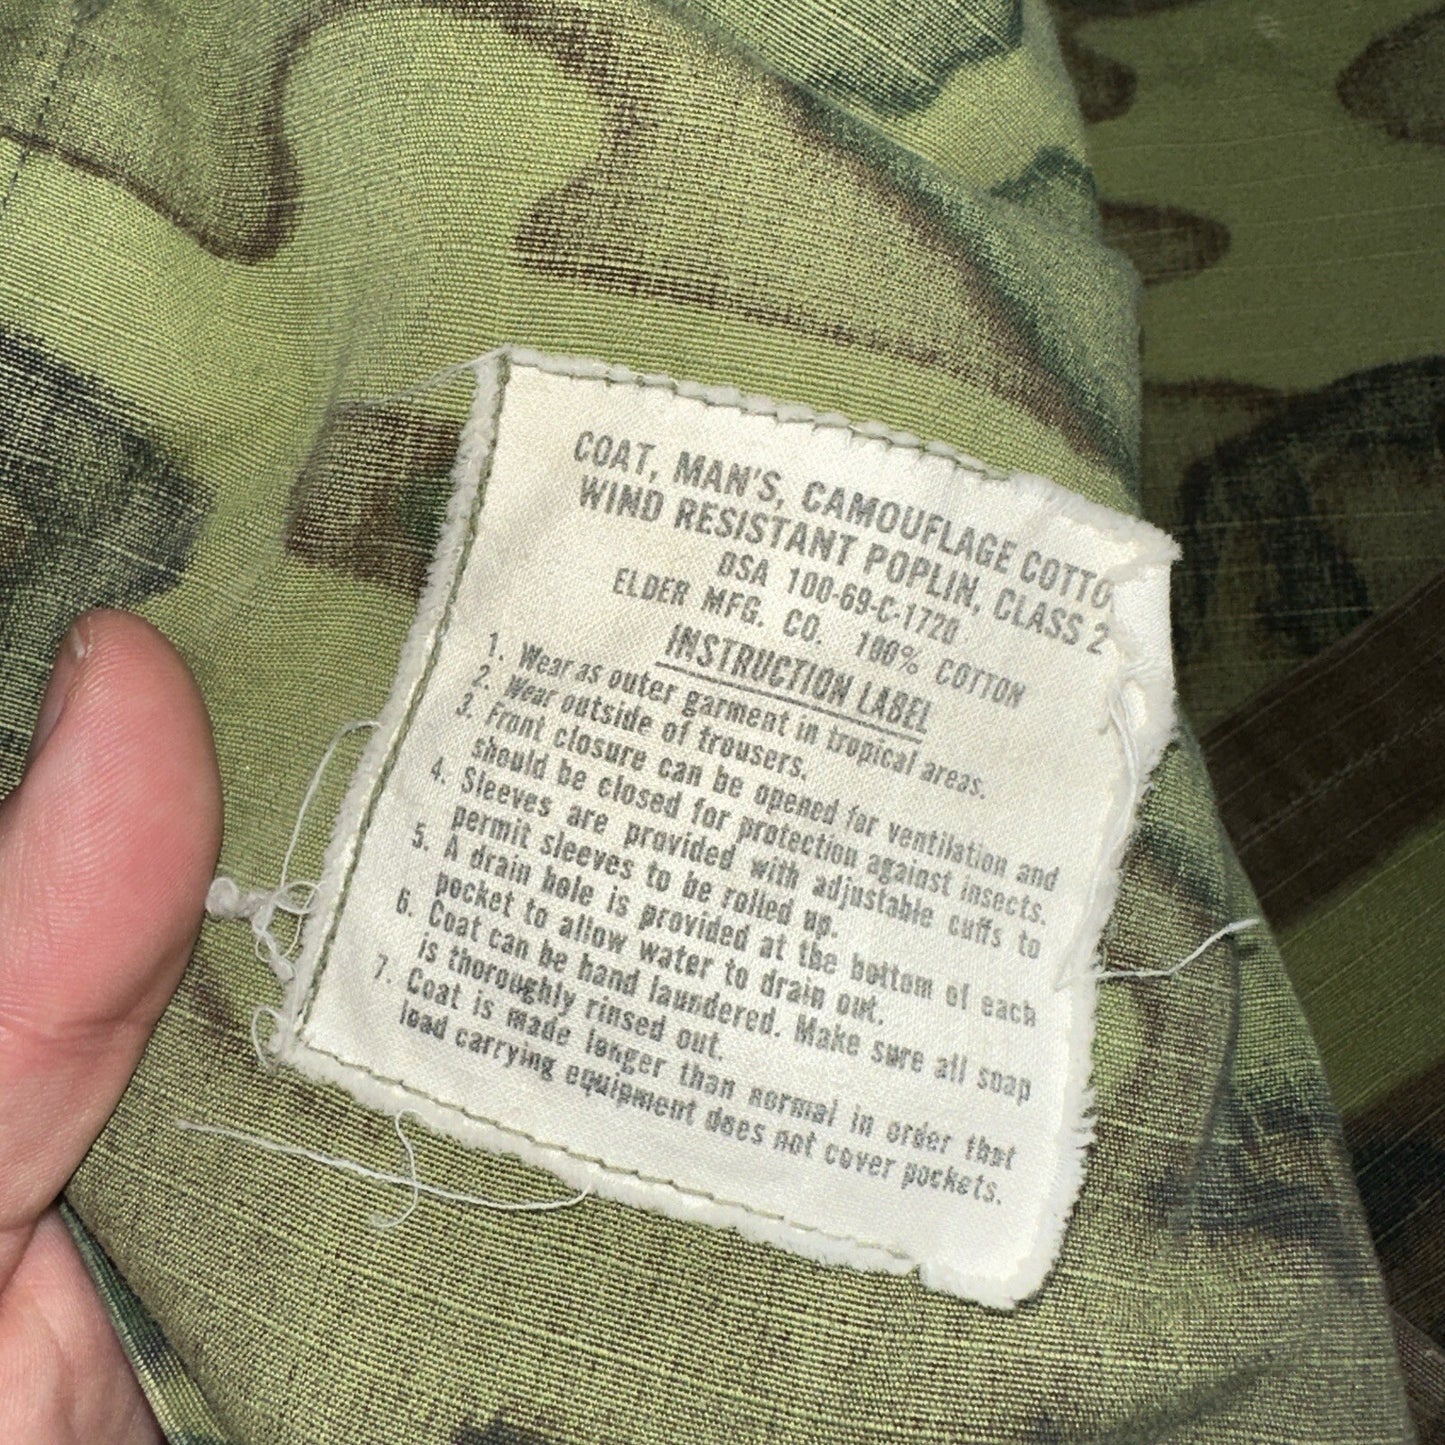 COAT, MAN'S, CAMOUFLAGE COTTO
WIND RESISTANT POPLIN, CLASS 2
DSA 100-69-C-1720
ELDER MFG. CO. 100% COTTON
INSTRUCTION LABEL
1. Wear as outer garment in tropical areas.
2. Wear outside of trousers.
3. Front closure can be opened for ventilation and
should be closed for protection against insects.
4. Sleeves are provided with adjustable cuffs to
permit sleeves to be rolled up.
5. A drain hole is provided at the bottom of each
pocket to allow water to drain out.
6. Coat can be hand laundered. Make sure all soap
is thoroughly rinsed out.
7. Coat is made longer than normal in order that
load carrying equipment does not cover pockets.